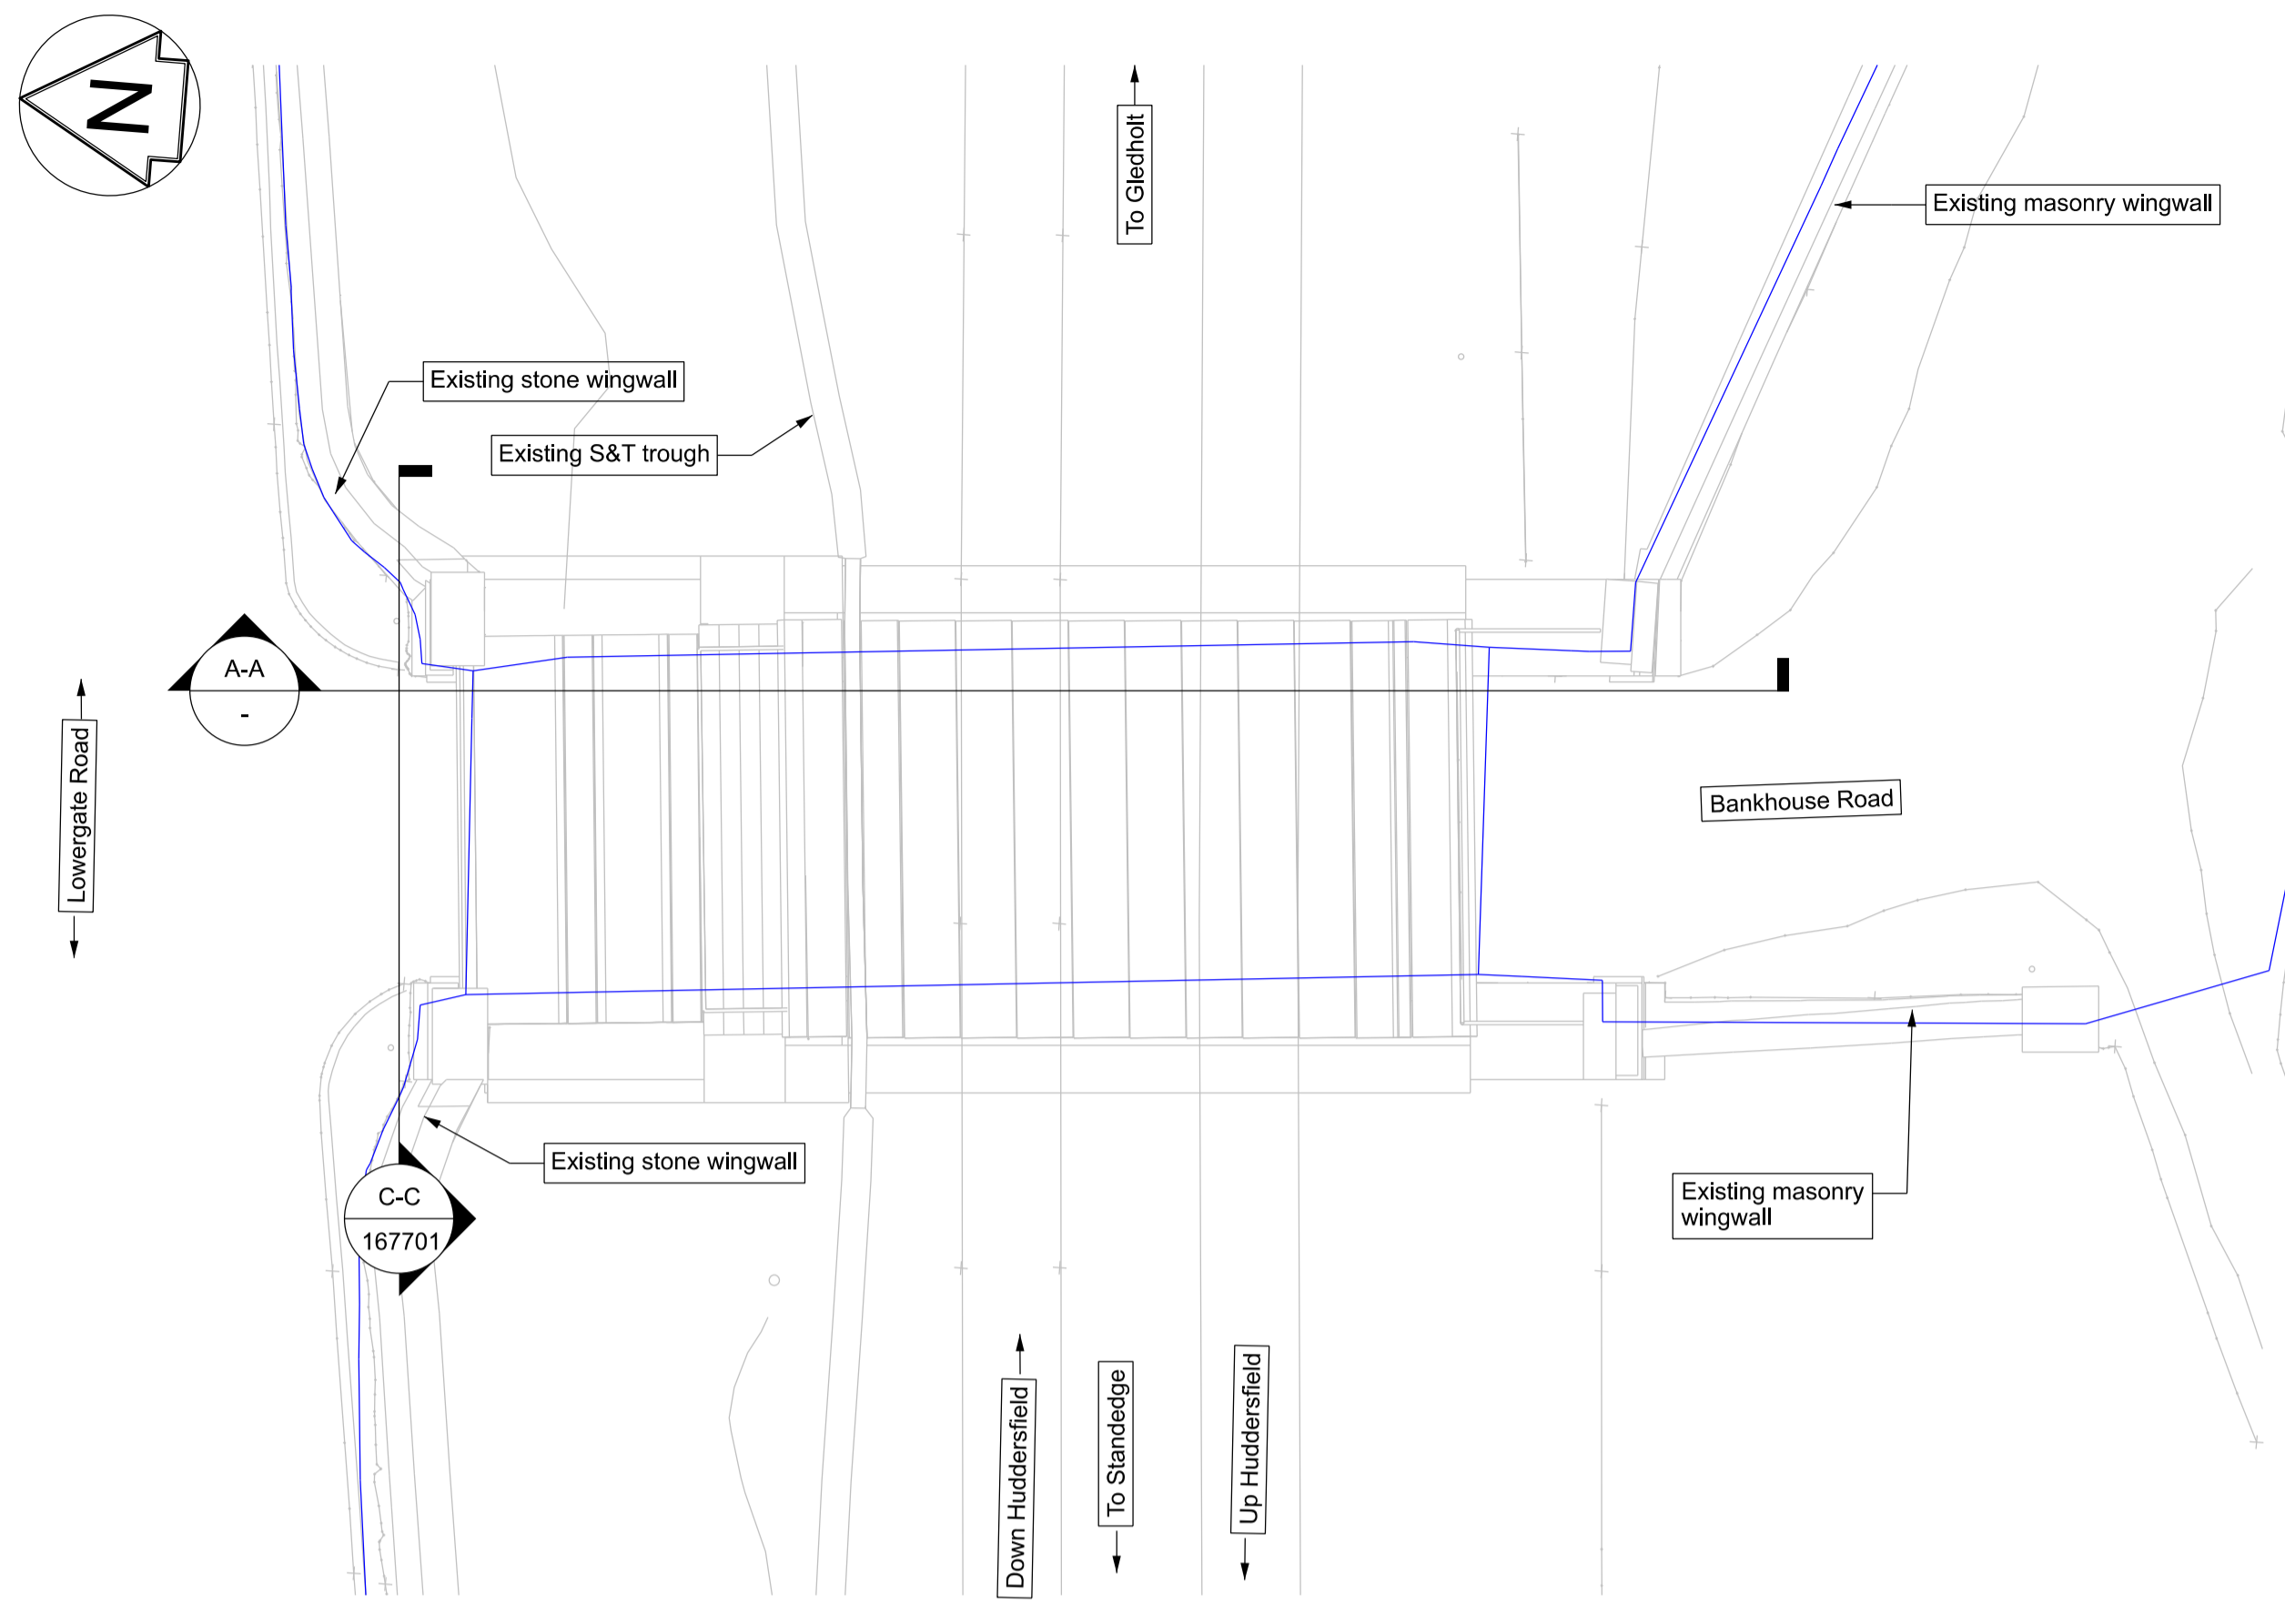 N
To Gledholt
Existing masonry wingwall
Existing stone wingwall
Existing S&T trough
A-A
-
Lowergate Road
Bankhouse Road
Existing stone wingwall
C-C
167701
Existing masonry
wingwall
Down Huddersfield
To Standedge
Up Huddersfield